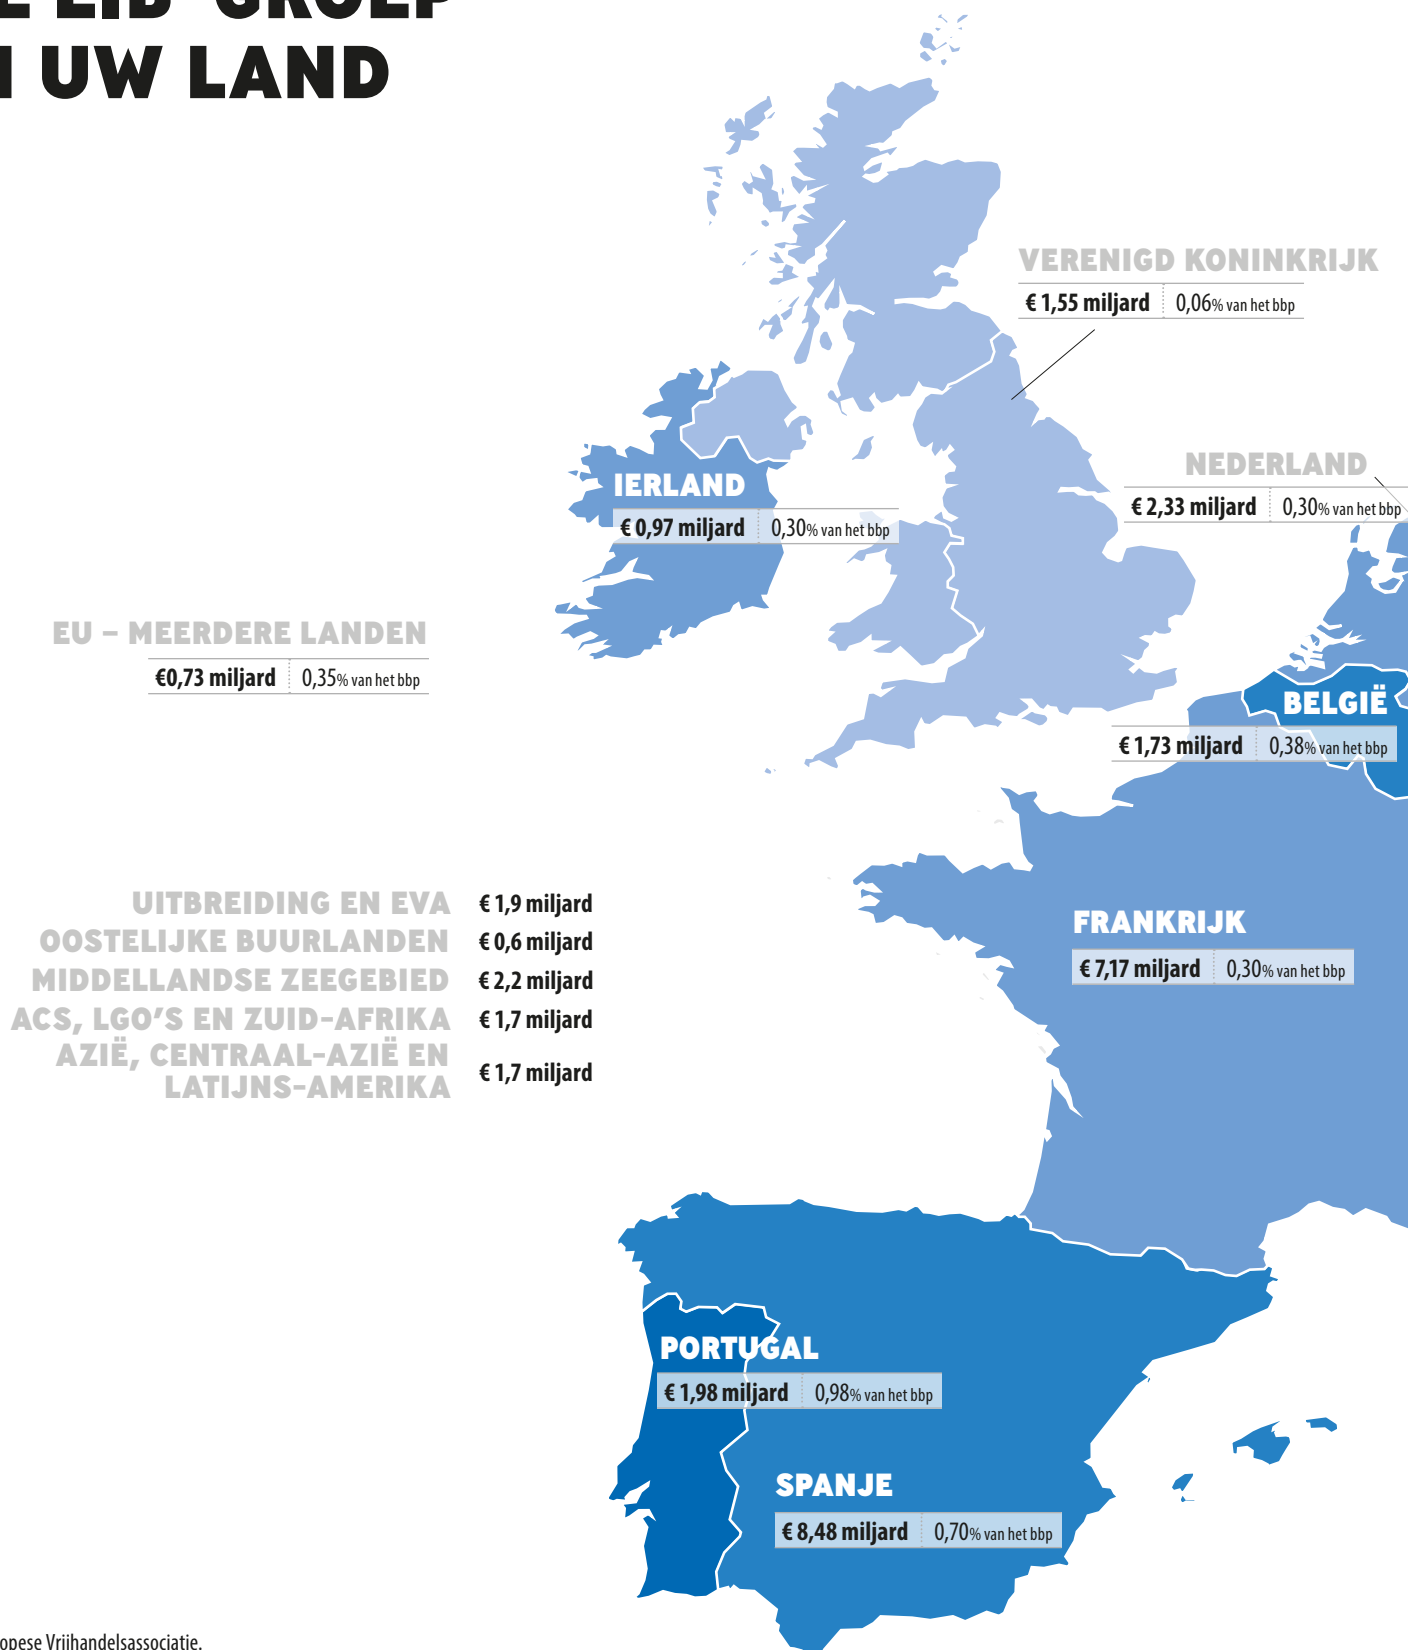 UW LAND
VERENIGD KONINKRIJK
€ 1,55 miljard 0,06% van het bbp
NEDERLAND
€ 2,33 miljard 0,30% van het bbp
IERLAND
€ 0,97 miljard 0,30% van het bbp
EU – MEERDERE LANDEN
€0,73 miljard 0,35% van het bbp
BELGIË
€ 1,73 miljard 0,38% van het bbp
UITBREIDING EN EVA € 1,9 miljard
OOSTELIJKE BUURLANDEN € 0,6 miljard
MIDDELLANDSE ZEEGEBIED € 2,2 miljard
ACS, LGO'S EN ZUID-AFRIKA € 1,7 miljard
AZIË, CENTRAAL-AZIË EN
LATIJNS-AMERIKA € 1,7 miljard
FRANKRIJK
€ 7,17 miljard 0,30% van het bbp
PORTUGAL
€ 1,98 miljard 0,98% van het bbp
SPANJE
€ 8,48 miljard 0,70% van het bbp
opese Vrijhandelsassociatie.